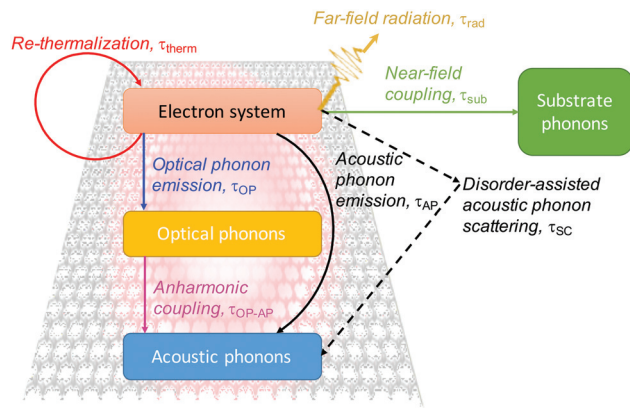 Far-field radiation, τrad
Re-thermalization, τtherm
Near-field
coupling, τsub
Electron system
Substrate
phonons
Optical phonon
emission, τOP
Acoustic
phonon
emission, τAP
Disorder-assisted
acoustic phonon
scattering, τSC
Optical phonons
Anharmonic
coupling, τOP-AP
Acoustic phonons